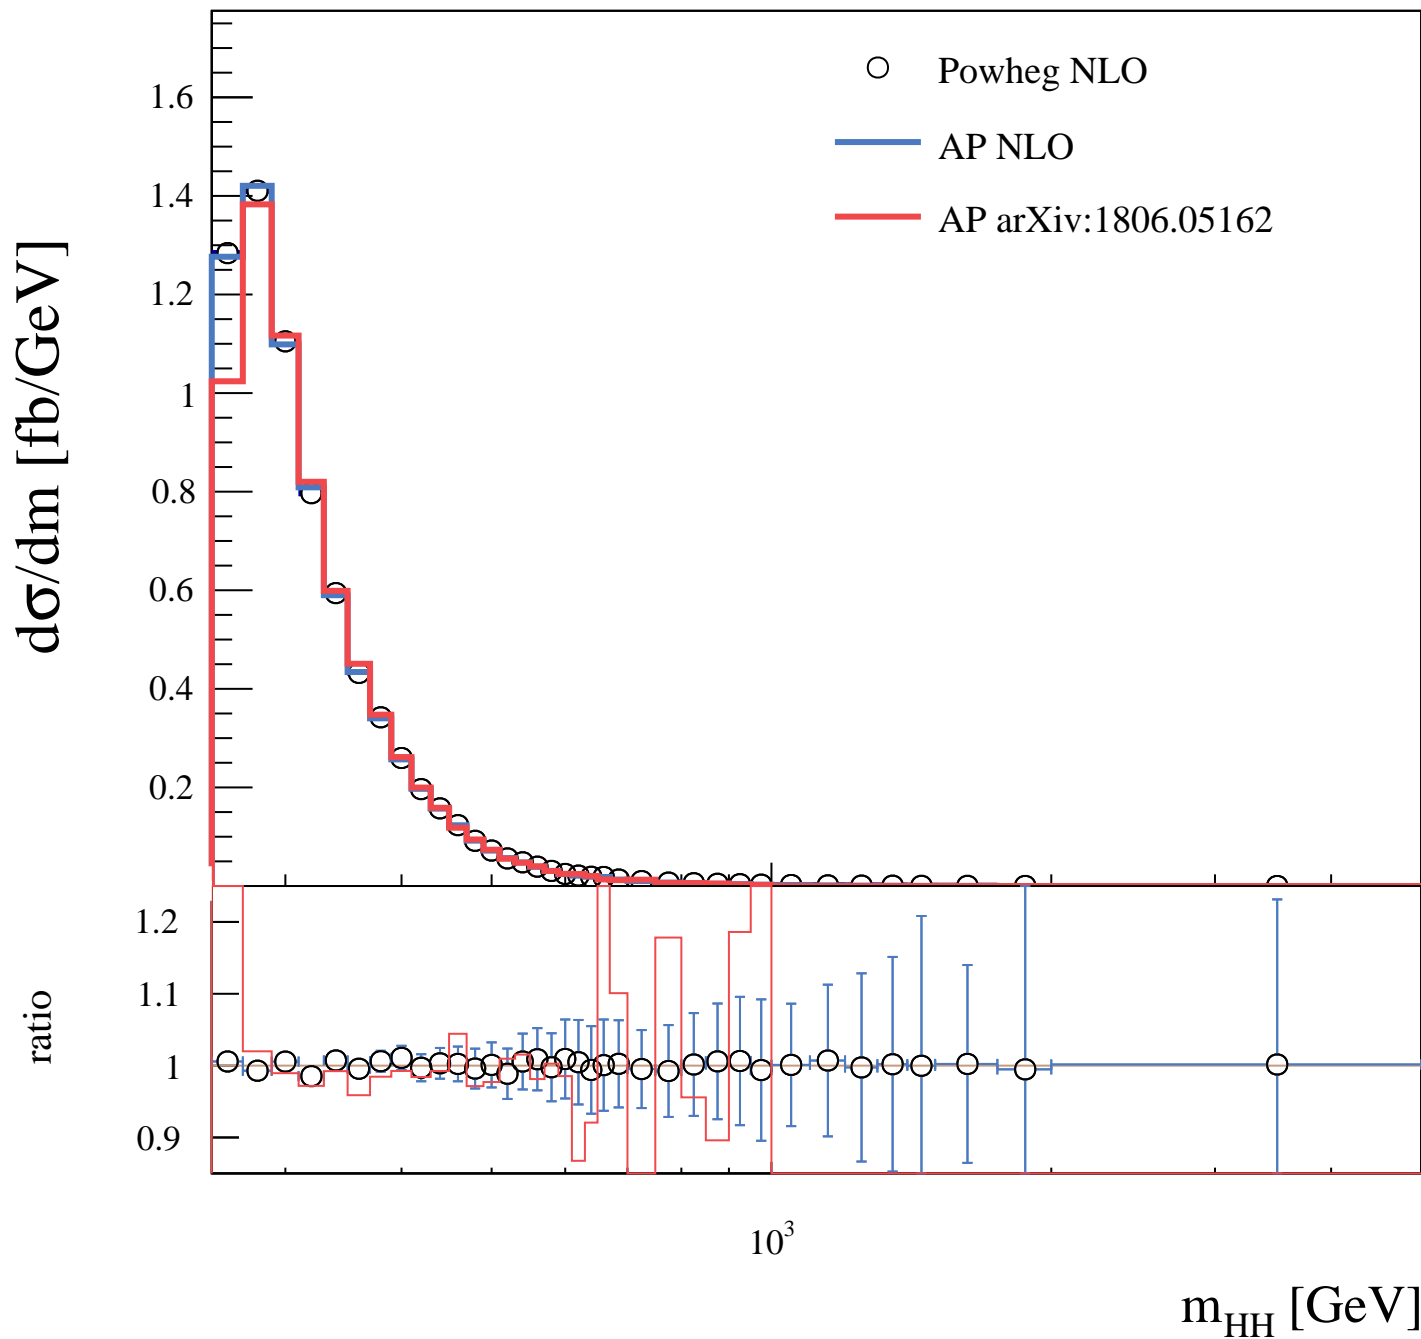 Powheg NLO
AP NLO
AP arXiv:1806.05162
dσ/dm [fb/GeV]
1.6
1.4
1.2
1
0.8
0.6
0.4
0.2
ratio
1.2
1.1
1
0.9
10³
m_HH [GeV]